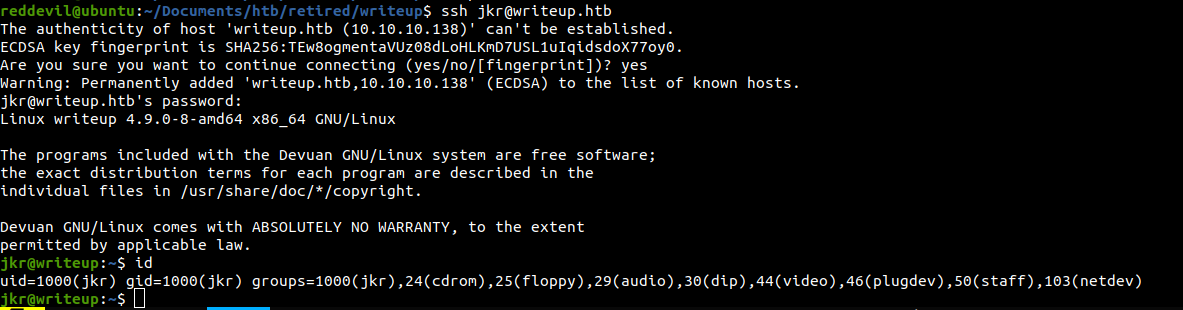 reddevil@ubuntu:~/Documents/htb/retired/writeup$ ssh jkr@writeup.htb
The authenticity of host 'writeup.htb (10.10.10.138)' can't be established.
ECDSA key fingerprint is SHA256:TEw8ogmentaVUz08dLoHLKmD7USL1uIqidsdoX77oy0.
Are you sure you want to continue connecting (yes/no/[fingerprint])? yes
Warning: Permanently added 'writeup.htb,10.10.10.138' (ECDSA) to the list of known hosts.
jkr@writeup.htb's password:
Linux writeup 4.9.0-8-amd64 x86_64 GNU/Linux
The programs included with the Devuan GNU/Linux system are free software;
the exact distribution terms for each program are described in the
individual files in /usr/share/doc/*/copyright.
Devuan GNU/Linux comes with ABSOLUTELY NO WARRANTY, to the extent
permitted by applicable law.
jkr@writeup:~$ id
uid=1000(jkr) gid=1000(jkr) groups=1000(jkr),24(cdrom),25(floppy),29(audio),30(dip),44(video),46(plugdev),50(staff),103(netdev)
jkr@writeup:~$